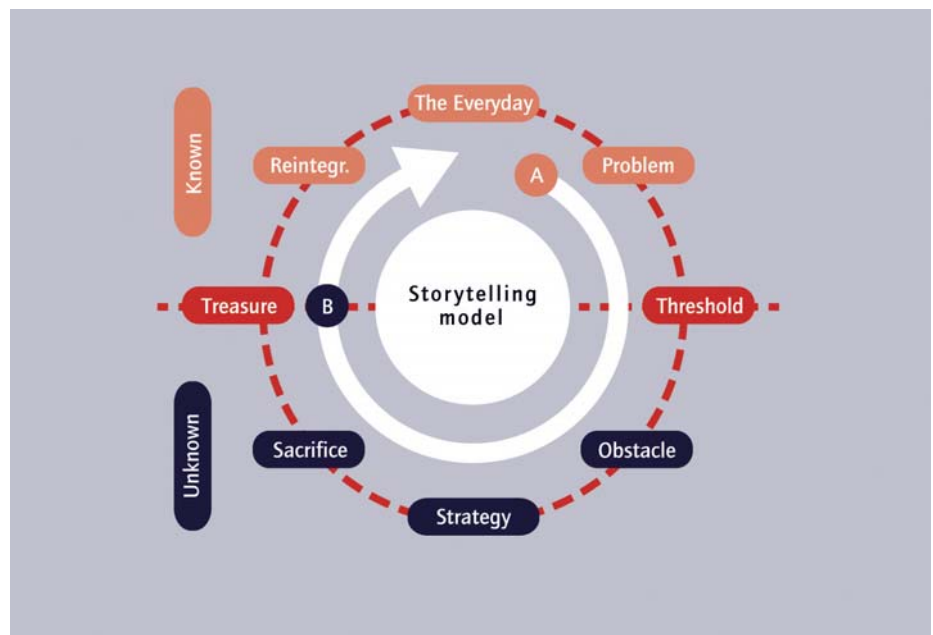 The Everyday
Known
Reintegr.
Problem
A
Storytelling
model
Treasure
B
Threshold
Unknown
Sacrifice
Obstacle
Strategy